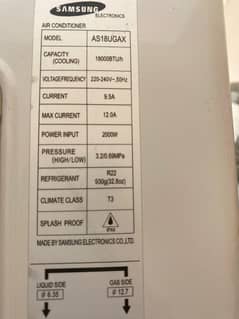 SAMSUNG
ELECTRONICS
AIR CONDITIONER
MODEL AS18UGAX
CAPACITY (COOLING) 18000BTU/h
VOLTAGE/FREQUENCY 220-240V~,50Hz
CURRENT 9.5A
MAX CURRENT 12.0A
POWER INPUT 2000W
PRESSURE (HIGH/LOW) 3.2/0.69MPa
REFRIGERANT R22 930g(32.8oz)
CLIMATE CLASS T3
SPLASH PROOF IPX4
MADE BY SAMSUNG ELECTRONICS CO.,LTD.
LIQUID SIDE GAS SIDE
6.35 12.7